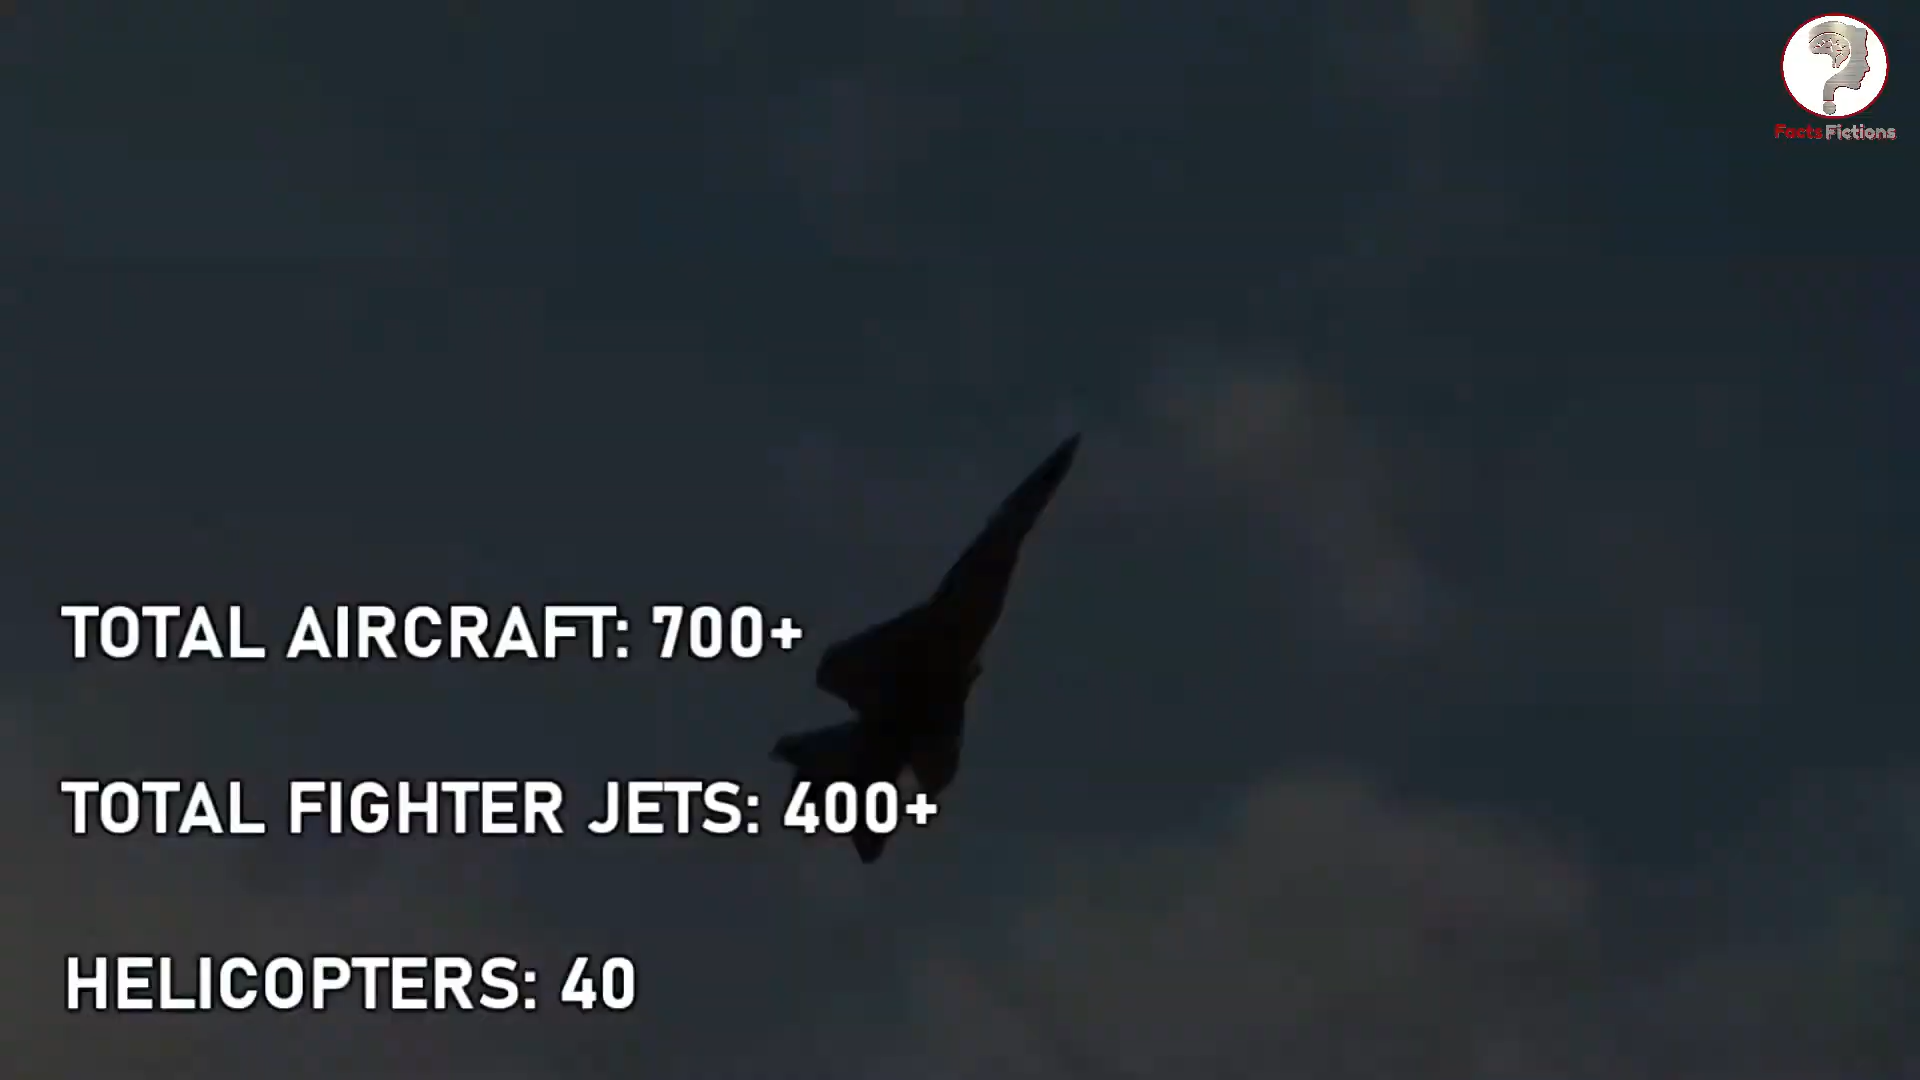 Facts Fictions
TOTAL AIRCRAFT: 700+
TOTAL FIGHTER JETS: 400+
HELICOPTERS: 40